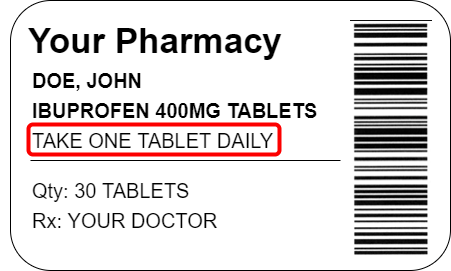 Your Pharmacy
DOE, JOHN
IBUPROFEN 400MG TABLETS
TAKE ONE TABLET DAILY
Qty: 30 TABLETS
Rx: YOUR DOCTOR